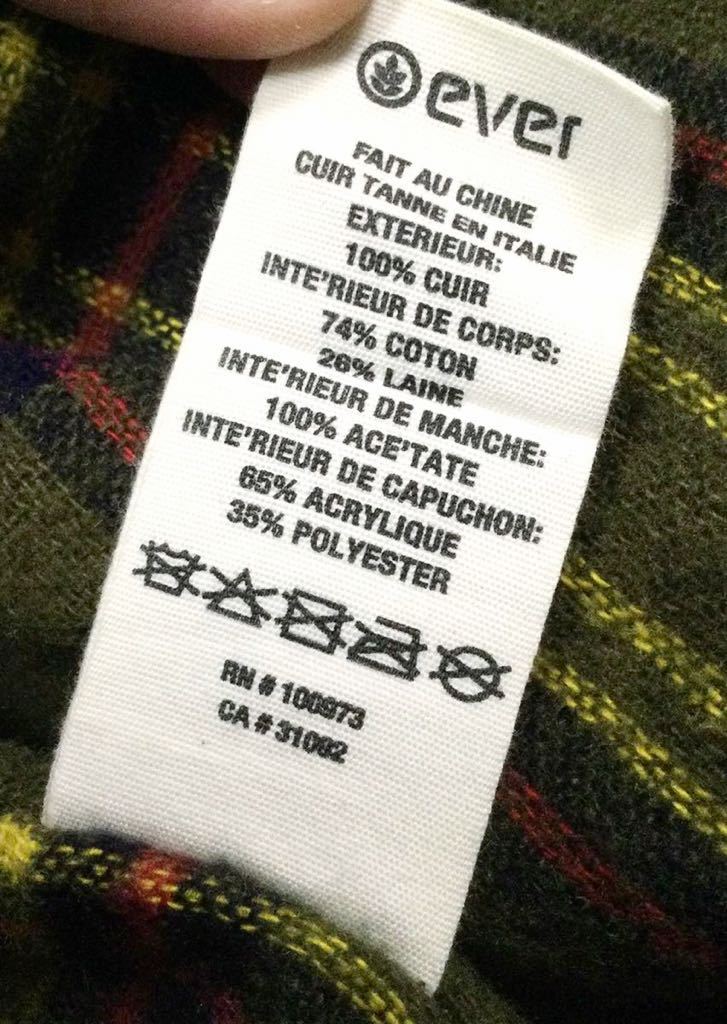 ever
FAIT AU CHINE
CUIR TANNE EN ITALIE
EXTERIEUR:
100% CUIR
INTE'RIEUR DE CORPS:
74% COTON
26% LAINE
INTE'RIEUR DE MANCHE:
100% ACE'TATE
INTE'RIEUR DE CAPUCHON:
65% ACRYLIQUE
35% POLYESTER
RN # 100973
CA # 31092